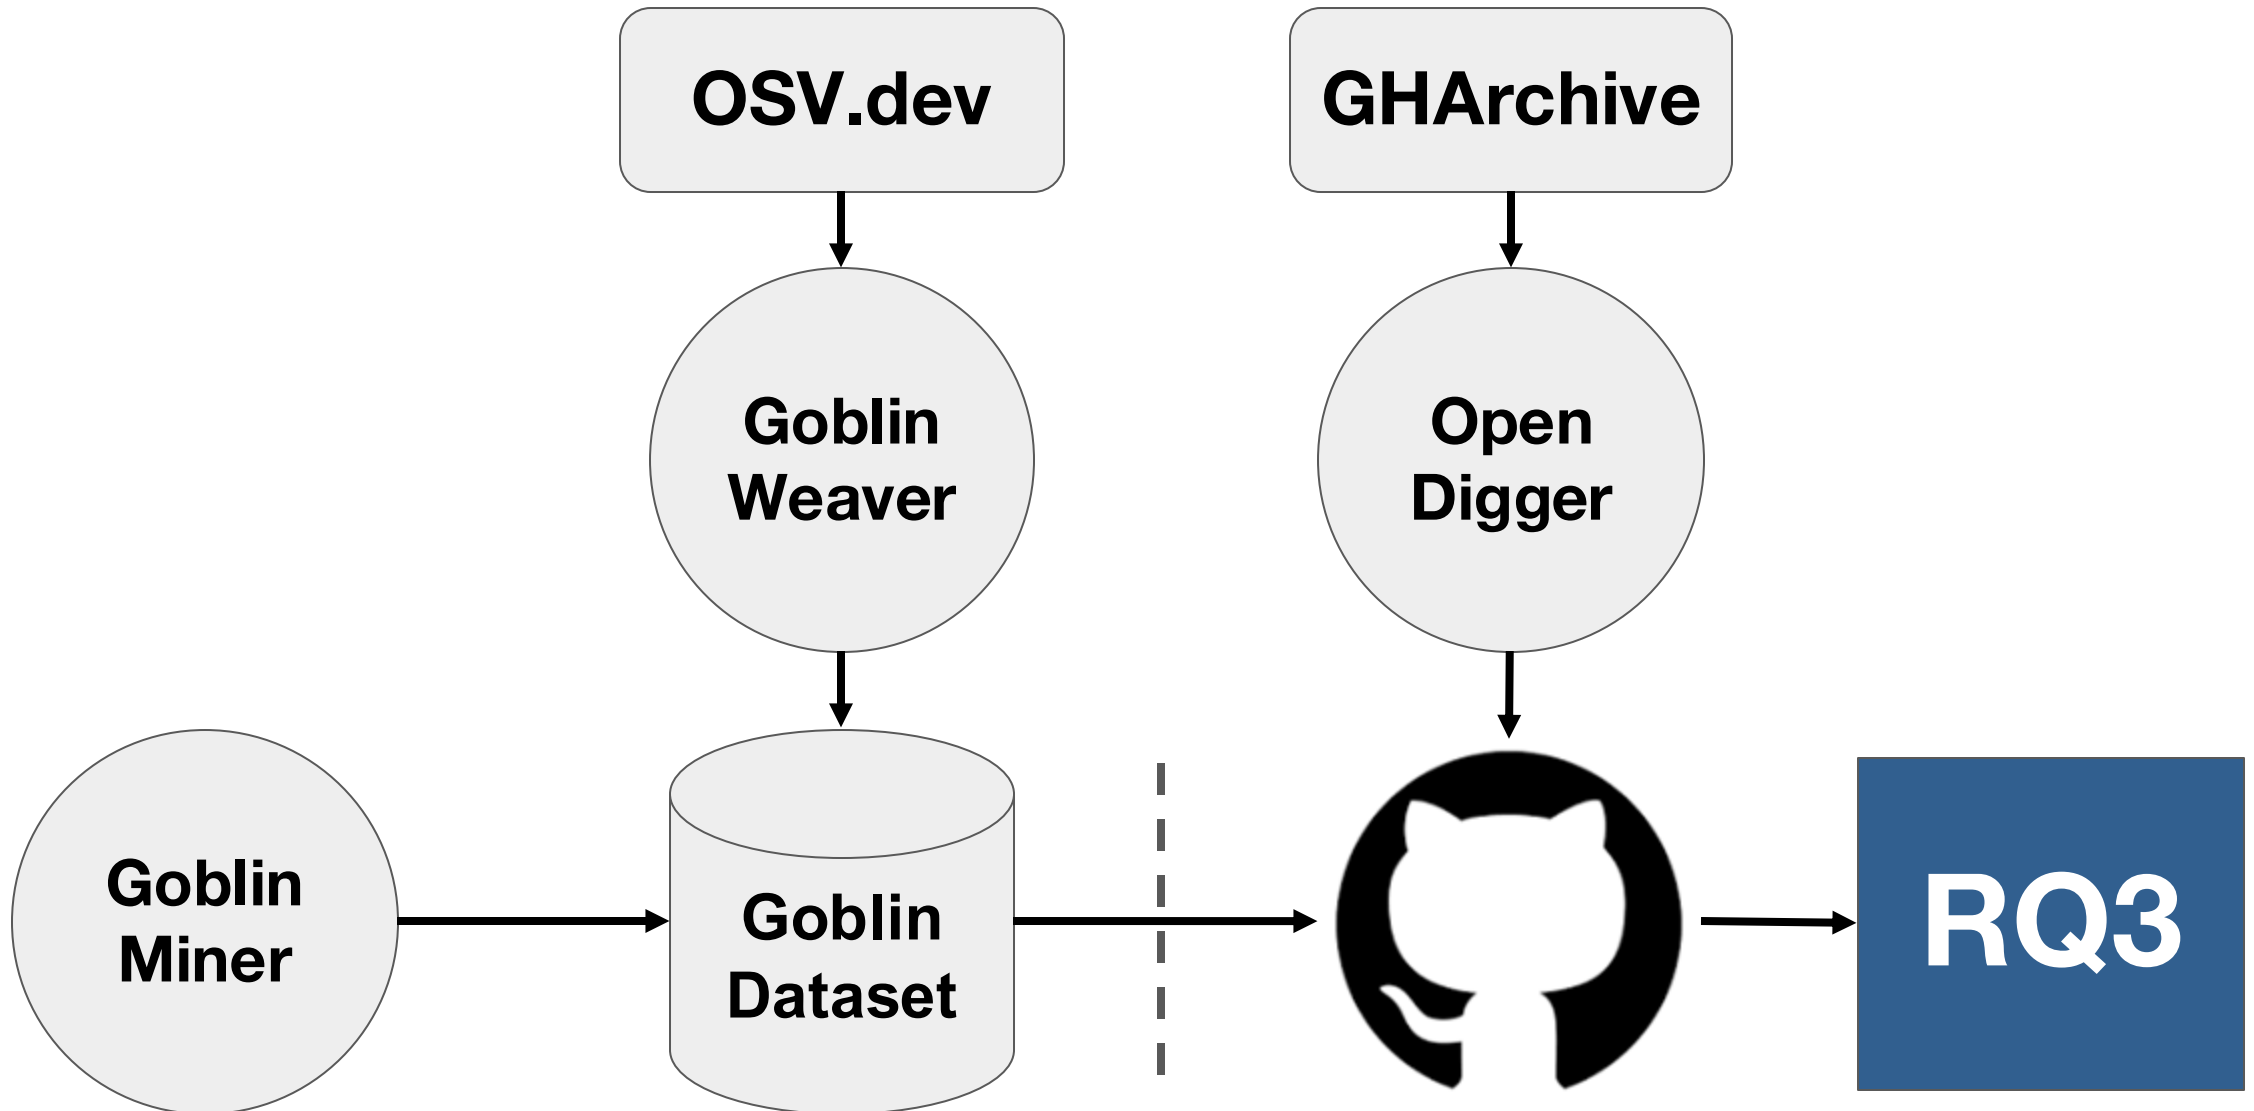 OSV.dev
GHArchive
Goblin
Weaver
Open
Digger
Goblin
Miner
Goblin
Dataset
RQ3